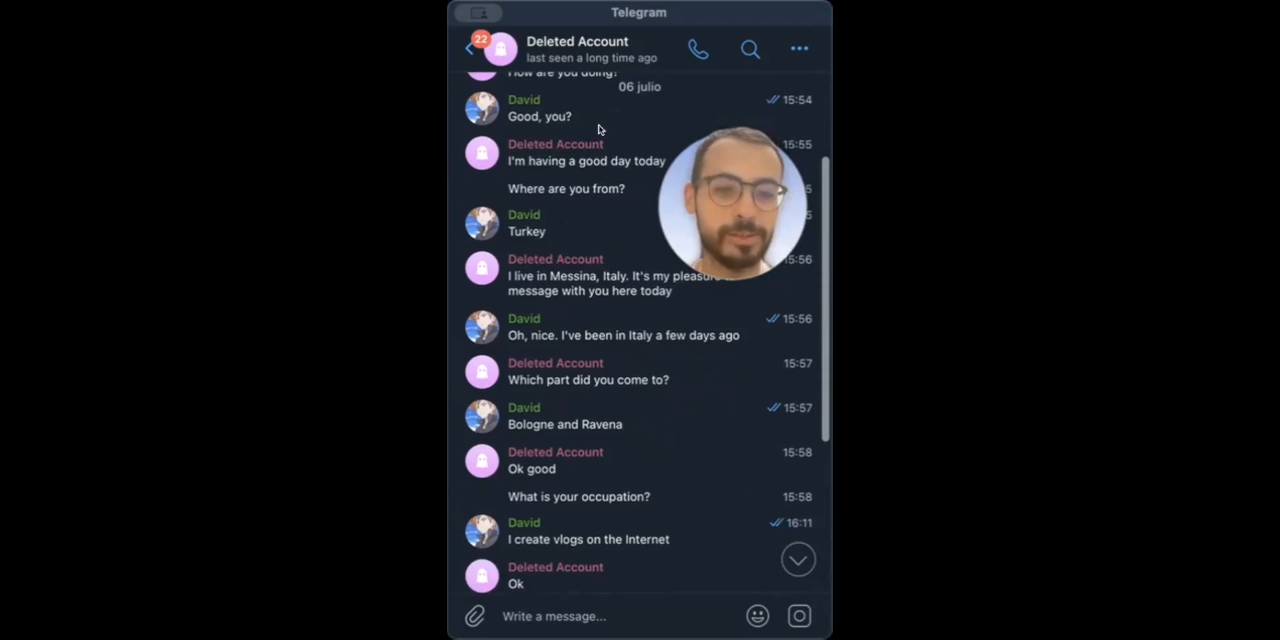 Telegram
22
Deleted Account
last seen a long time ago
How are you doing?
06 julio
David
15:54
Good, you?
Deleted Account
15:55
I'm having a good day today
Where are you from?
David
Turkey
Deleted Account
15:56
I live in Messina, Italy. It's my pleasure
message with you here today
David
15:56
Oh, nice. I've been in Italy a few days ago
Deleted Account
15:57
Which part did you come to?
David
15:57
Bologne and Ravena
Deleted Account
15:58
Ok good
What is your occupation?
15:58
David
16:11
I create vlogs on the Internet
Deleted Account
Ok
Write a message...